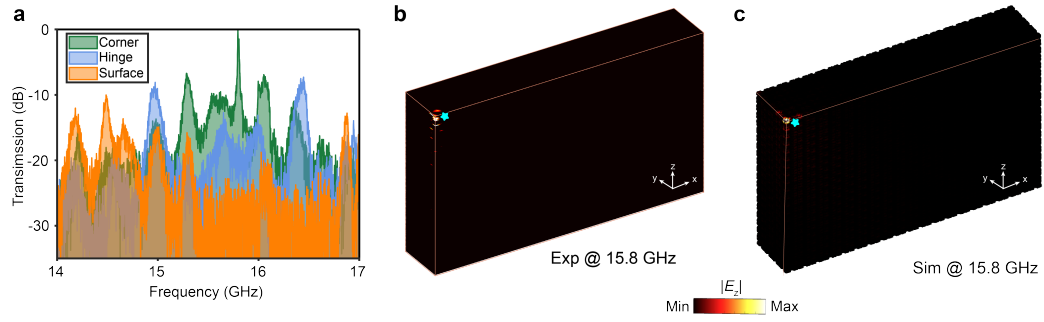 a
0
-10
-20
-30
Transimssion (dB)
Corner
Hinge
Surface
14
15
16
17
Frequency (GHz)
b
z
y
x
Exp @ 15.8 GHz
c
z
y
x
Sim @ 15.8 GHz
|Ez|
Min
Max